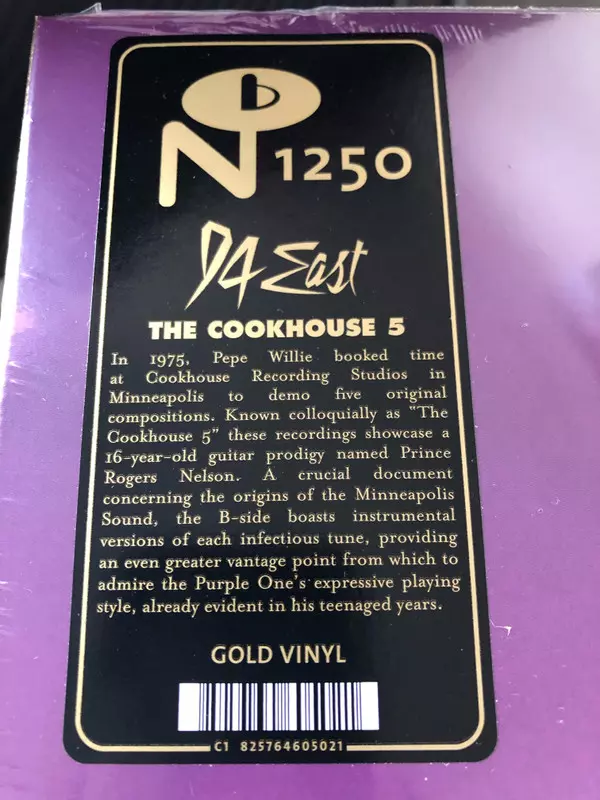 N b 1250
94 East
THE COOKHOUSE 5
In 1975, Pepe Willie booked time
at Cookhouse Recording Studios in
Minneapolis to demo five original
compositions. Known colloquially as "The
Cookhouse 5" these recordings showcase a
16-year-old guitar prodigy named Prince
Rogers Nelson. A crucial document
concerning the origins of the Minneapolis
Sound, the B-side boasts instrumental
versions of each infectious tune, providing
an even greater vantage point from which to
admire the Purple One's expressive playing
style, already evident in his teenaged years.
GOLD VINYL
C1 825764605021